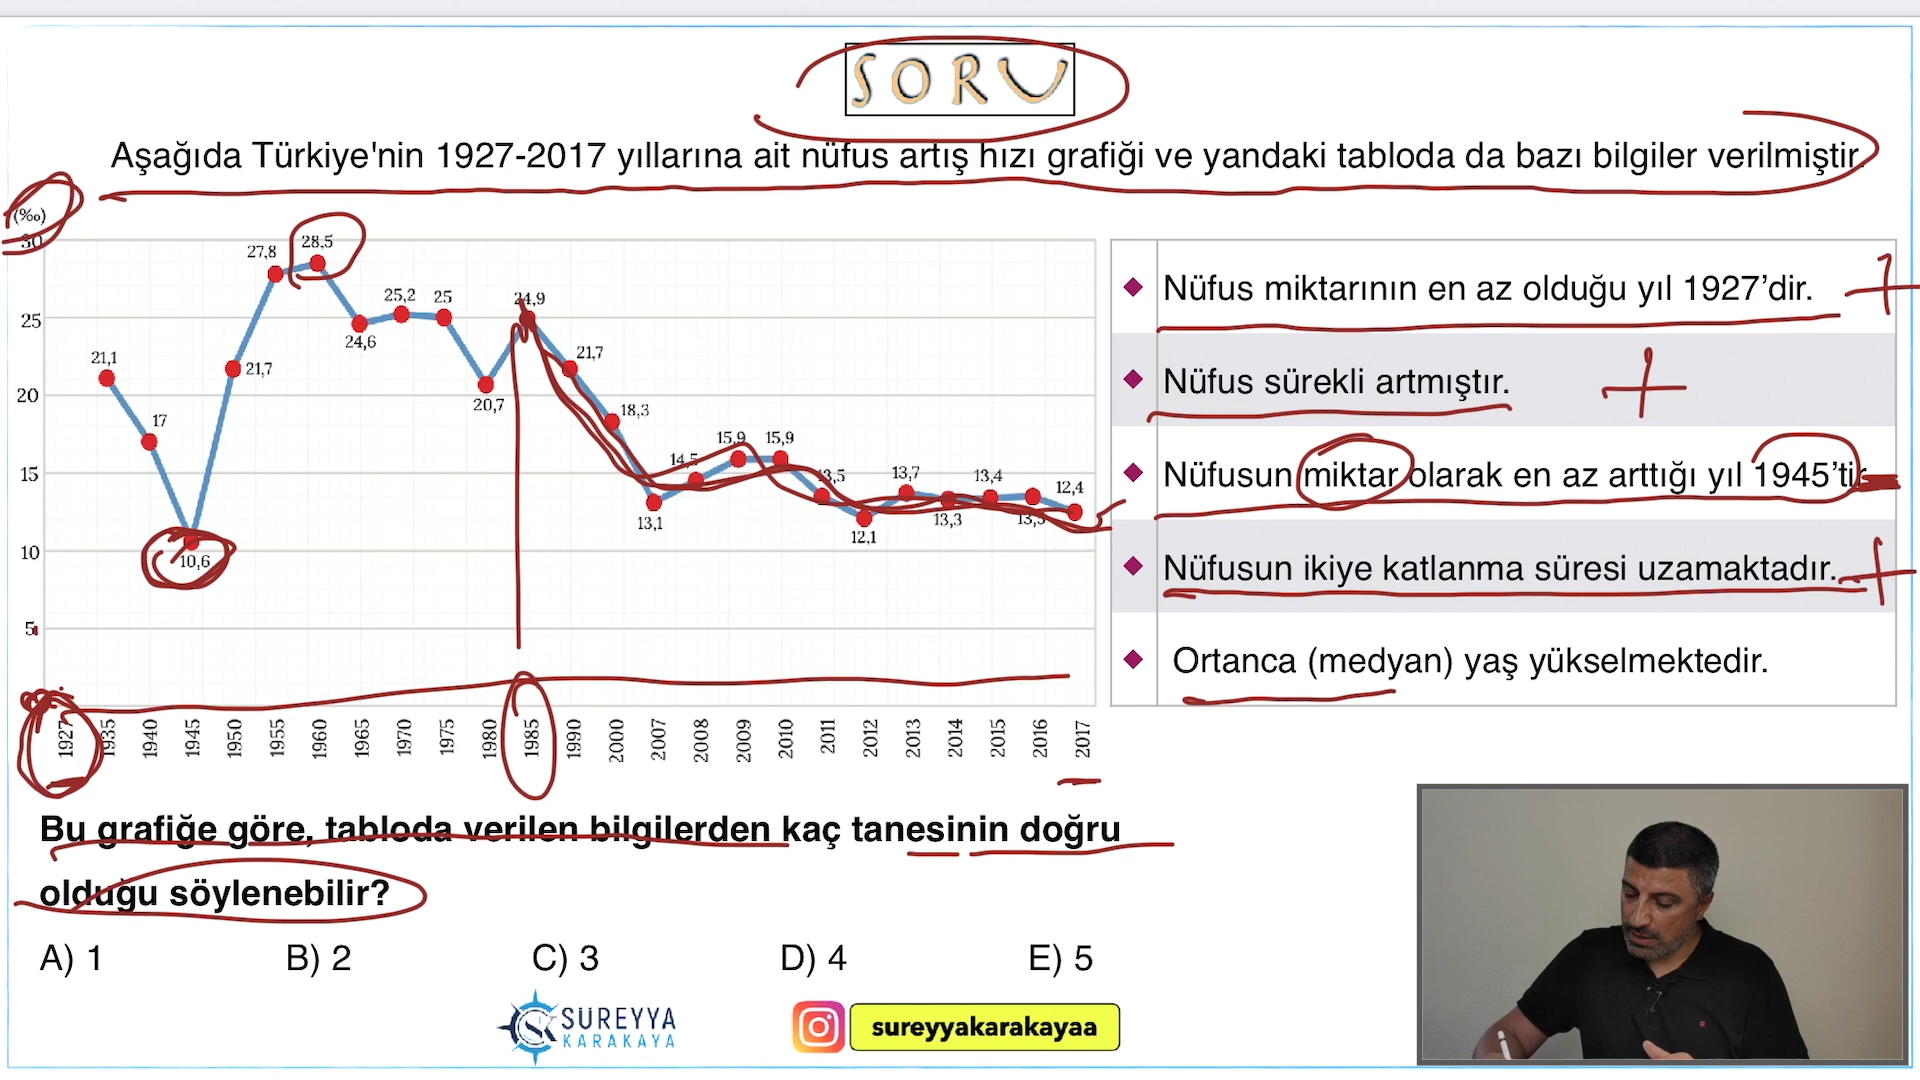 SORU
Aşağıda Türkiye'nin 1927-2017 yıllarına ait nüfus artış hızı grafiği ve yandaki tabloda da bazı bilgiler verilmiştir.
(‰)
30
25
20
15
10
5
21,1
17
10,6
21,7
27,8
28,5
24,6
25,2
25
20,7
24,9
21,7
18,3
13,1
14,5
15,9
15,9
13,5
12,1
13,7
13,3
13,4
13,5
12,4
1927 1935 1940 1945 1950 1955 1960 1965 1970 1975 1980 1985 1990 2000 2007 2008 2009 2010 2011 2012 2013 2014 2015 2016 2017
Nüfus miktarının en az olduğu yıl 1927’dir. +
Nüfus sürekli artmıştır. +
Nüfusun miktar olarak en az arttığı yıl 1945’tir -
Nüfusun ikiye katlanma süresi uzamaktadır. +
Ortanca (medyan) yaş yükselmektedir.
Bu grafiğe göre, tabloda verilen bilgilerden kaç tanesinin doğru
olduğu söylenebilir?
A) 1 B) 2 C) 3 D) 4 E) 5
SK SUREYYA
KARAKAYA
sureyyakarakayaa